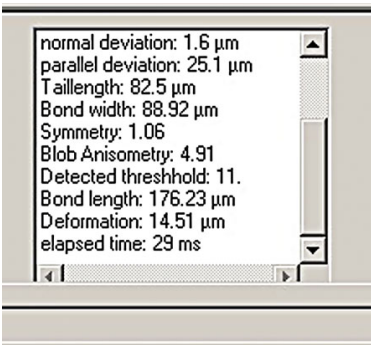 normal deviation: 1.6 µm
parallel deviation: 25.1 µm
Taillength: 82.5 µm
Bond width: 88.92 µm
Symmetry: 1.06
Blob Anisometry: 4.91
Detected threshhold: 11.
Bond length: 176.23 µm
Deformation: 14.51 µm
elapsed time: 29 ms